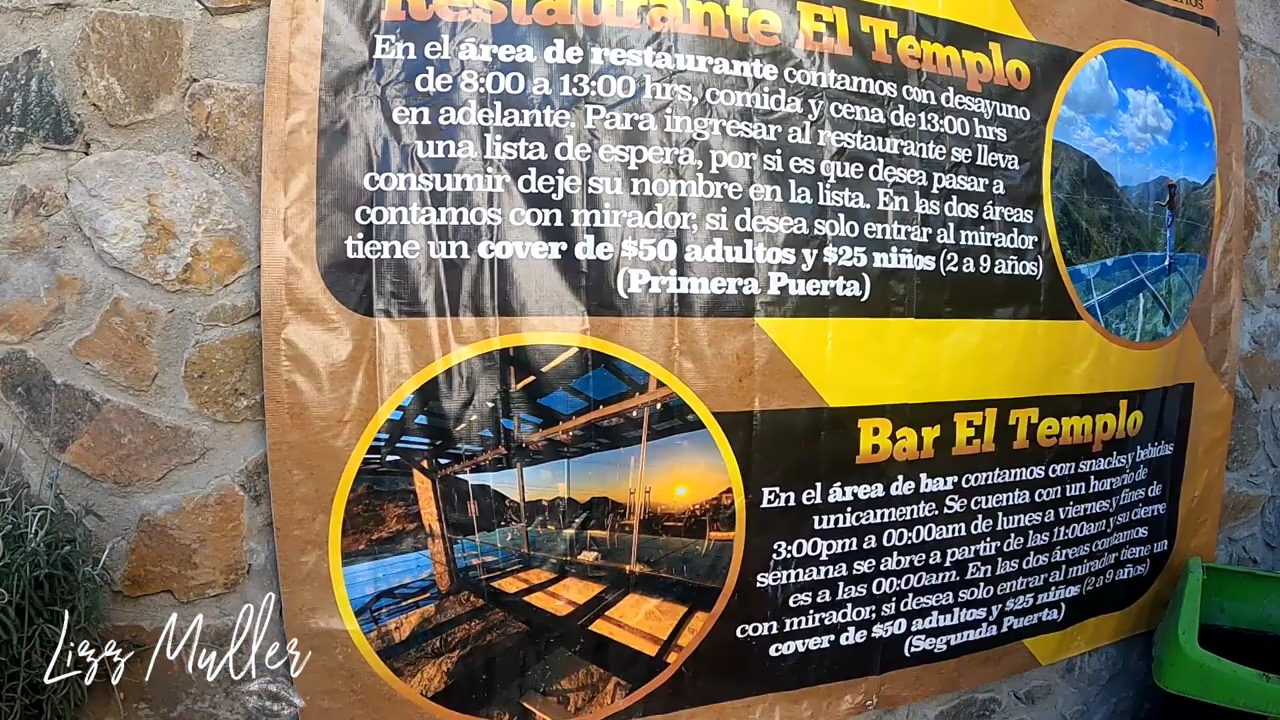 Restaurante El Templo
En el área de restaurante contamos con desayuno
de 8:00 a 13:00 hrs, comida y cena de 13:00 hrs
en adelante. Para ingresar al restaurante se lleva
una lista de espera, por si es que desea pasar a
consumir deje su nombre en la lista. En las dos áreas
contamos con mirador, si desea solo entrar al mirador
tiene un cover de $50 adultos y $25 niños (2 a 9 años)
(Primera Puerta)
Bar El Templo
En el área de bar contamos con snacks y bebidas
unicamente. Se cuenta con un horario de
3:00pm a 00:00am de lunes a viernes y fines de
semana se abre a partir de las 11:00am y su cierre
es a las 00:00am. En las dos áreas contamos
con mirador, si desea solo entrar al mirador tiene un
cover de $50 adultos y $25 niños (2 a 9 años)
(Segunda Puerta)
Lizz Muller